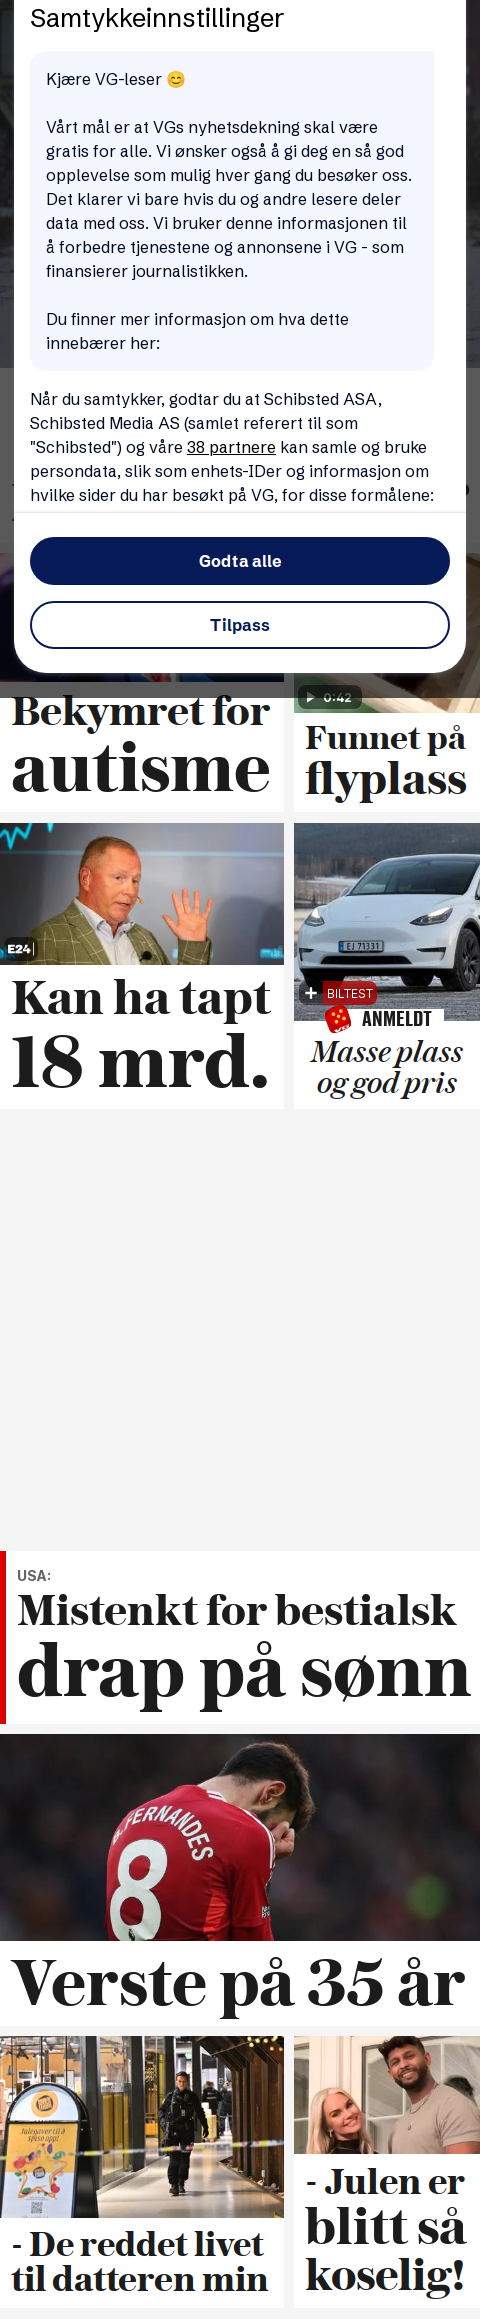 Samtykkeinnstillinger
Kjære VG-leser 😊
Vårt mål er at VGs nyhetsdekning skal være
gratis for alle. Vi ønsker også å gi deg en så god
opplevelse som mulig hver gang du besøker oss.
Det klarer vi bare hvis du og andre lesere deler
data med oss. Vi bruker denne informasjonen til
å forbedre tjenestene og annonsene i VG - som
finansierer journalistikken.
Du finner mer informasjon om hva dette
innebærer her:
Når du samtykker, godtar du at Schibsted ASA,
Schibsted Media AS (samlet referert til som
"Schibsted") og våre 38 partnere kan samle og bruke
persondata, slik som enhets-IDer og informasjon om
hvilke sider du har besøkt på VG, for disse formålene:
Godta alle
Tilpass
0:42
Bekymret for
autisme
Funnet på
flyplass
E24
EJ 71331
+ BILTEST
Kan ha tapt
18 mrd.
ANMELDT
Masse plass
og god pris
USA:
Mistenkt for bestialsk
drap på sønn
B. FERNANDES
8
Verste på 35 år
Julegaver til å
spise opp!
- De reddet livet
til datteren min
- Julen er
blitt så
koselig!